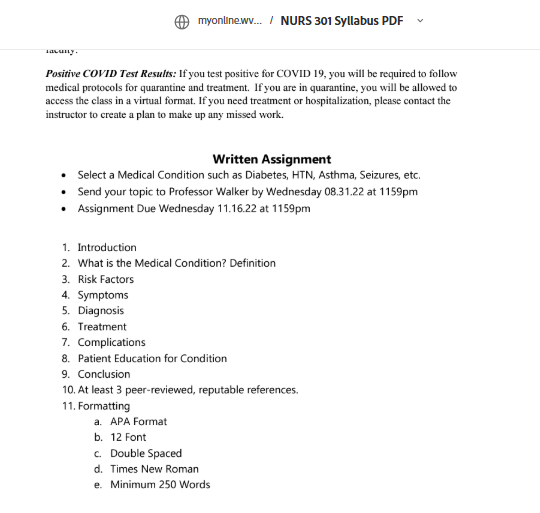 myonline.wv... / NURS 301 Syllabus PDF
faculty.
Positive COVID Test Results: If you test positive for COVID 19, you will be required to follow
medical protocols for quarantine and treatment. If you are in quarantine, you will be allowed to
access the class in a virtual format. If you need treatment or hospitalization, please contact the
instructor to create a plan to make up any missed work.
Written Assignment
• Select a Medical Condition such as Diabetes, HTN, Asthma, Seizures, etc.
• Send your topic to Professor Walker by Wednesday 08.31.22 at 1159pm
• Assignment Due Wednesday 11.16.22 at 1159pm
1. Introduction
2. What is the Medical Condition? Definition
3. Risk Factors
4. Symptoms
5. Diagnosis
6. Treatment
7. Complications
8. Patient Education for Condition
9. Conclusion
10. At least 3 peer-reviewed, reputable references.
11. Formatting
a. APA Format
b. 12 Font
c. Double Spaced
d. Times New Roman
e. Minimum 250 Words